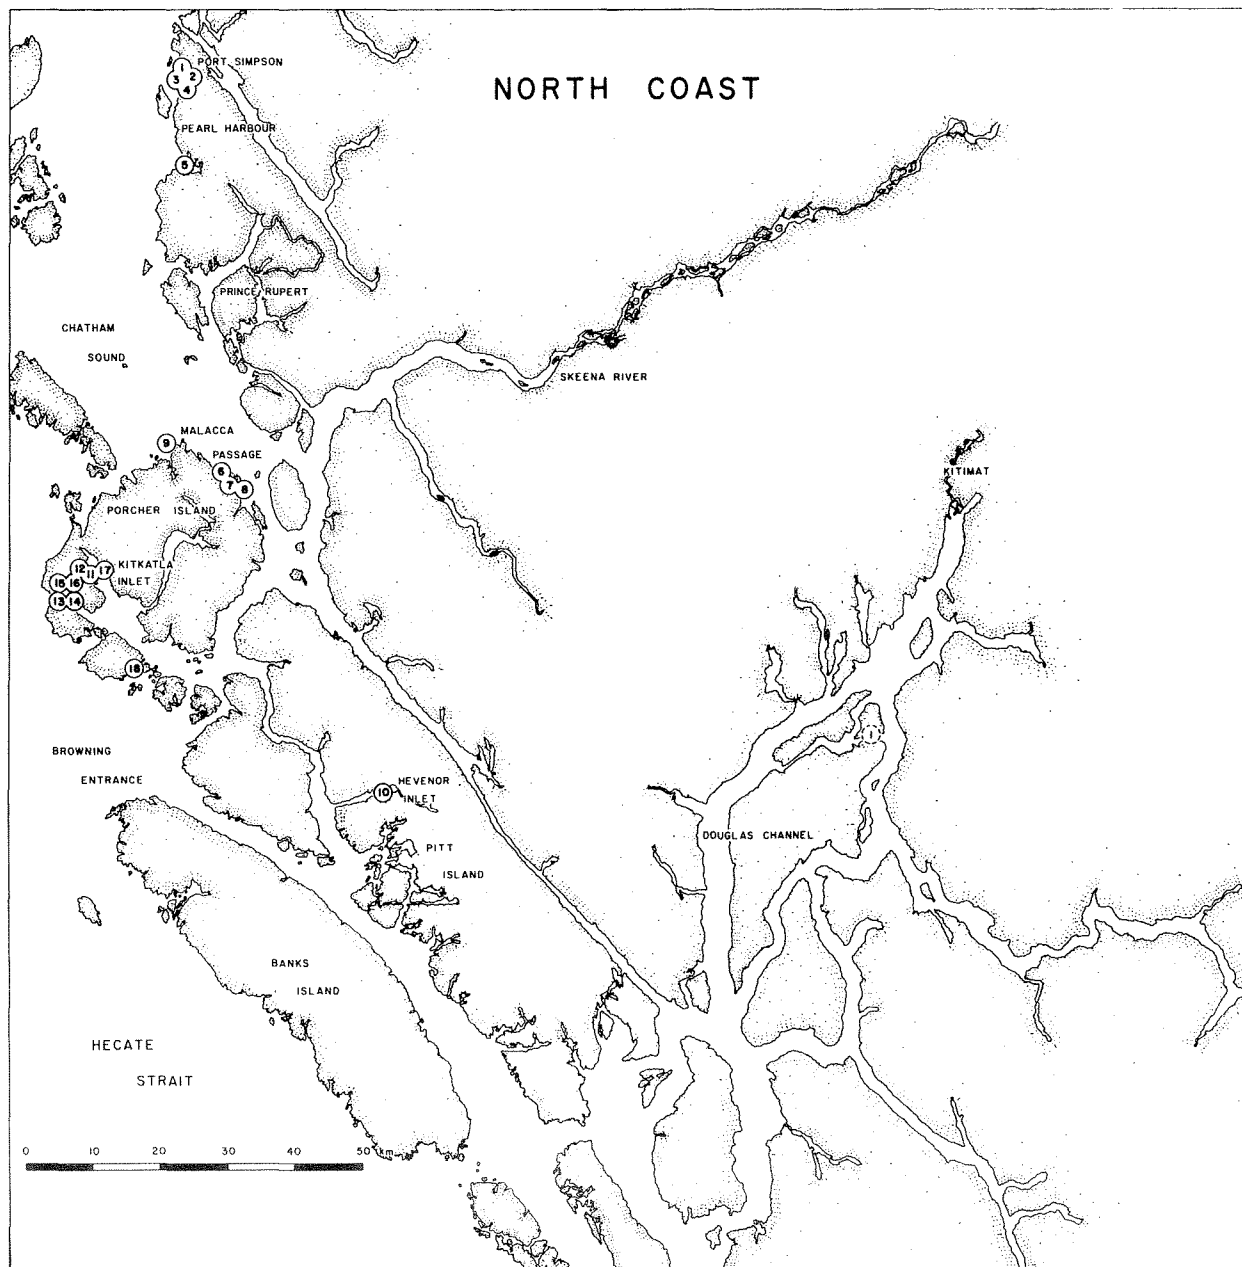 PORT SIMPSON
1
2
3
4
NORTH COAST
PEARL HARBOUR
5
PRINCE RUPERT
CHATHAM
SOUND
SKEENA RIVER
MALACCA
PASSAGE
9
6
7
8
KITIMAT
PORCHER ISLAND
KITKATLA
INLET
12
11
17
15
16
13
14
18
1
BROWNING
ENTRANCE
HEVENOR
INLET
10
DOUGLAS CHANNEL
PITT
ISLAND
BANKS
ISLAND
HECATE
STRAIT
0 10 20 30 40 50 km